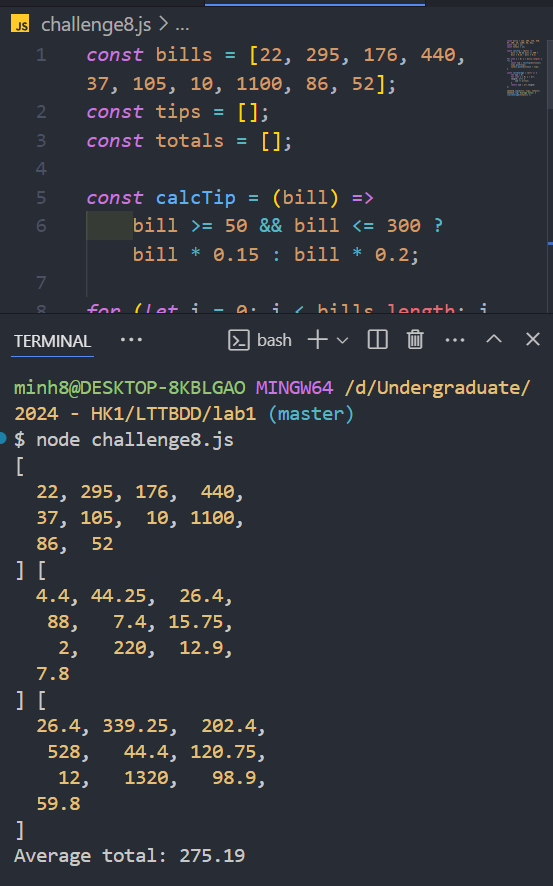 JS challenge8.js > ...
1 const bills = [22, 295, 176, 440,
37, 105, 10, 1100, 86, 52];
2 const tips = [];
3 const totals = [];
4
5 const calcTip = (bill) =>
6 bill >= 50 && bill <= 300 ?
bill * 0.15 : bill * 0.2;
7
8 for (let i = 0; i < bills.length; i
TERMINAL ... bash
minh8@DESKTOP-8KBLGAO MINGW64 /d/Undergraduate/
2024 - HK1/LTTBDD/lab1 (master)
$ node challenge8.js
[
22, 295, 176, 440,
37, 105, 10, 1100,
86, 52
] [
4.4, 44.25, 26.4,
88, 7.4, 15.75,
2, 220, 12.9,
7.8
] [
26.4, 339.25, 202.4,
528, 44.4, 120.75,
12, 1320, 98.9,
59.8
]
Average total: 275.19